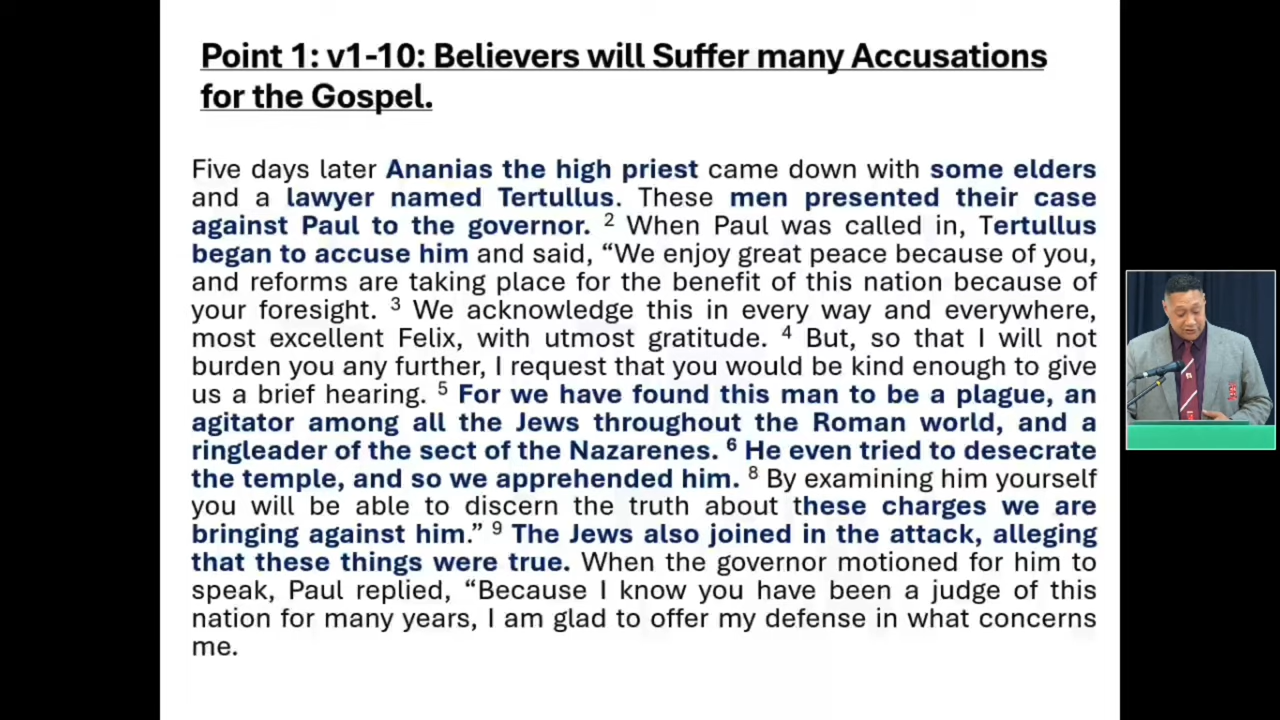 Point 1: v1-10: Believers will Suffer many Accusations
for the Gospel.
Five days later Ananias the high priest came down with some elders
and a lawyer named Tertullus. These men presented their case
against Paul to the governor. ² When Paul was called in, Tertullus
began to accuse him and said, “We enjoy great peace because of you,
and reforms are taking place for the benefit of this nation because of
your foresight. ³ We acknowledge this in every way and everywhere,
most excellent Felix, with utmost gratitude. ⁴ But, so that I will not
burden you any further, I request that you would be kind enough to give
us a brief hearing. ⁵ For we have found this man to be a plague, an
agitator among all the Jews throughout the Roman world, and a
ringleader of the sect of the Nazarenes. ⁶ He even tried to desecrate
the temple, and so we apprehended him. ⁸ By examining him yourself
you will be able to discern the truth about these charges we are
bringing against him.” ⁹ The Jews also joined in the attack, alleging
that these things were true. When the governor motioned for him to
speak, Paul replied, “Because I know you have been a judge of this
nation for many years, I am glad to offer my defense in what concerns
me.